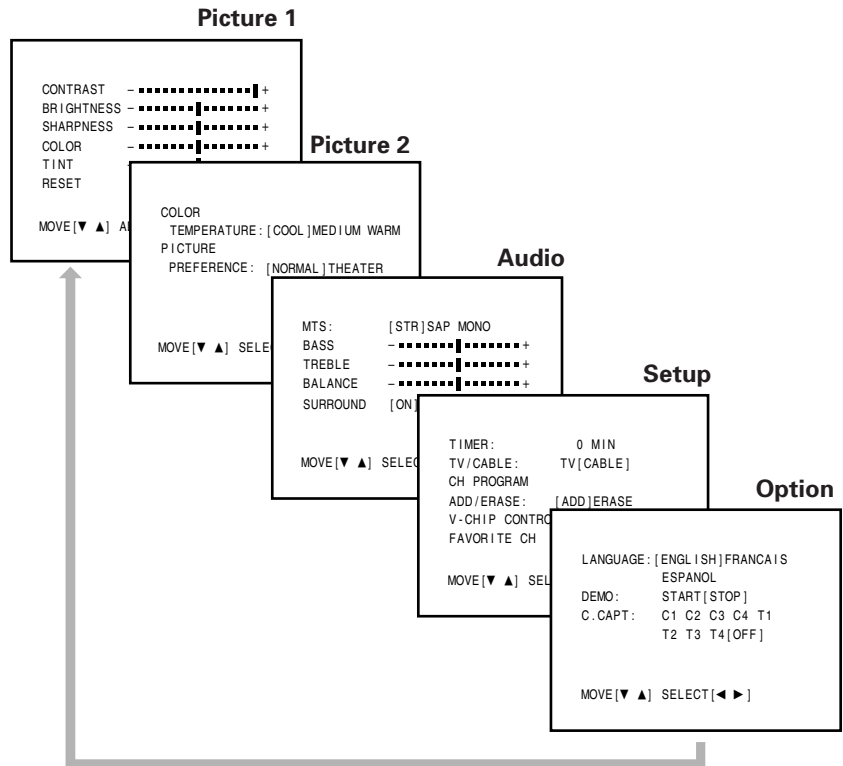 Picture 1
CONTRAST - +
BRIGHTNESS - +
SHARPNESS - +
COLOR - +
TINT -
RESET
MOVE[▼ ▲]
Picture 2
COLOR
TEMPERATURE:[COOL]MEDIUM WARM
PICTURE
PREFERENCE: [NORMAL]THEATER
MOVE[▼ ▲] SELE
Audio
MTS: [STR]SAP MONO
BASS - +
TREBLE - +
BALANCE - +
SURROUND [ON]
MOVE[▼ ▲] SELEC
Setup
TIMER: 0 MIN
TV/CABLE: TV[CABLE]
CH PROGRAM
ADD/ERASE: [ADD]ERASE
V-CHIP CONTRO
FAVORITE CH
MOVE[▼ ▲] SEL
Option
LANGUAGE:[ENGLISH]FRANCAIS
ESPANOL
DEMO: START[STOP]
C.CAPT: C1 C2 C3 C4 T1
T2 T3 T4[OFF]
MOVE[▼ ▲] SELECT[◄ ►]